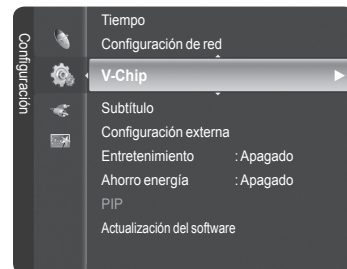 Configuración
Tiempo
Configuración de red
V-Chip
Subtítulo
Configuración externa
Entretenimiento : Apagado
Ahorro energía : Apagado
PIP
Actualización del software